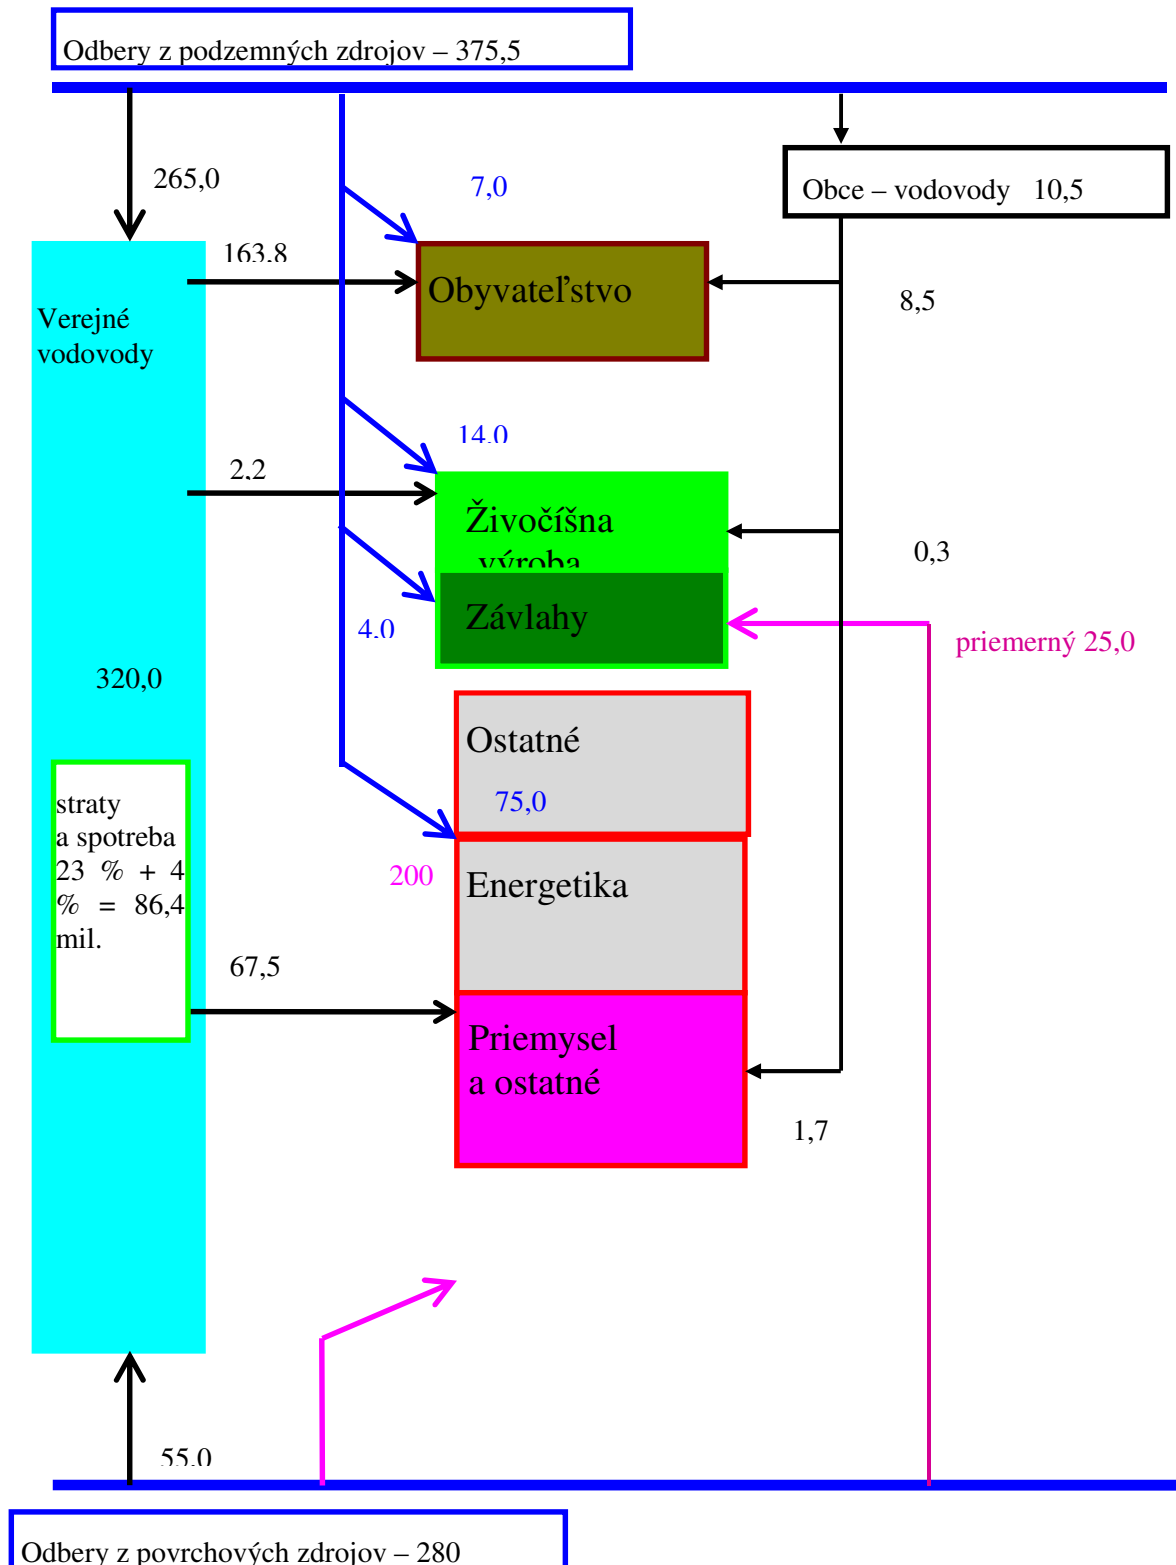 Odbery z podzemných zdrojov – 375,5
265,0
7,0
Obce – vodovody 10,5
163,8
Obyvateľstvo
8,5
Verejné
vodovody
14,0
2,2
Živočíšna
výroba
0,3
Závlahy
4,0
priemerný 25,0
320,0
Ostatné
75,0
straty
a spotreba
23 % + 4
% = 86,4
mil.
200
Energetika
67,5
Priemysel
a ostatné
1,7
55,0
Odbery z povrchových zdrojov – 280